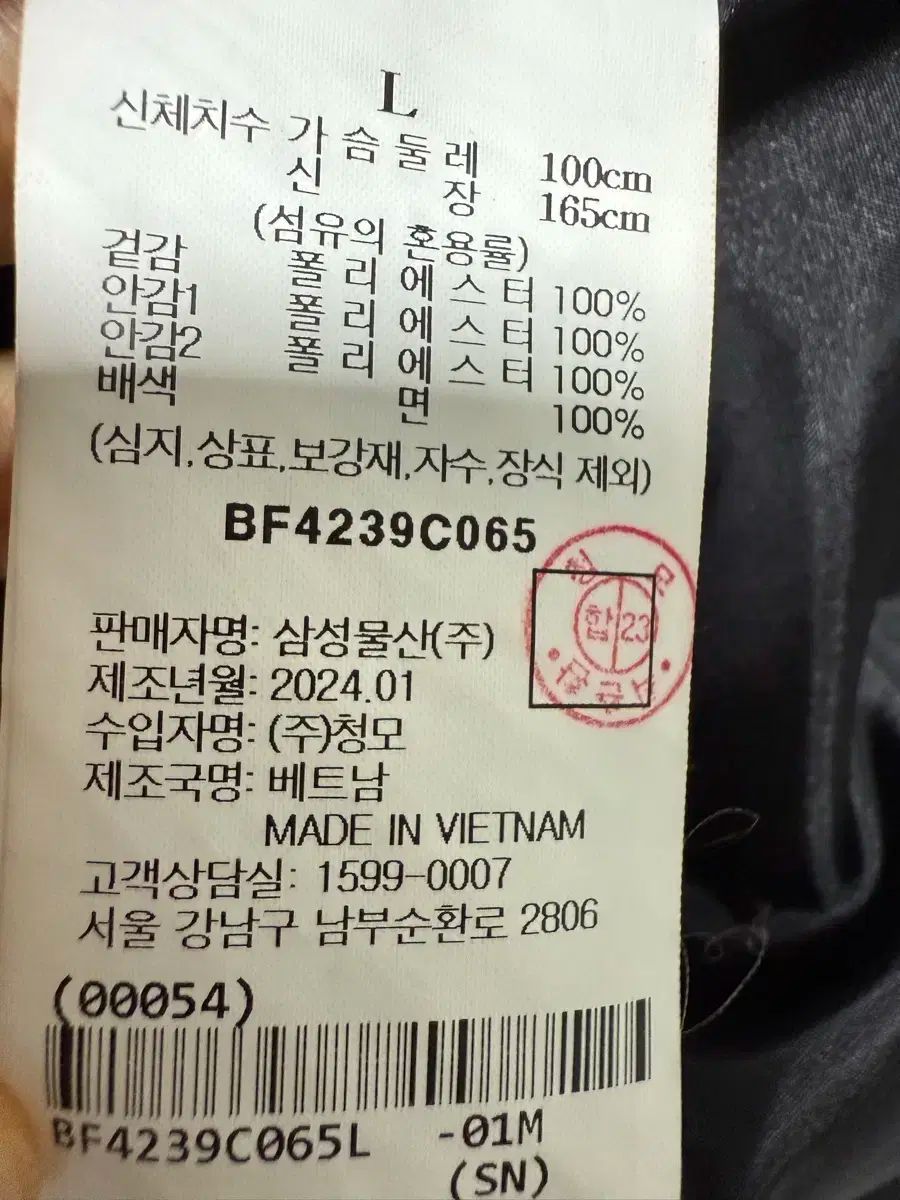 L
신체치수 가슴둘레 100cm
신장 165cm
(섬유의 혼용률)
겉감 폴리에스터 100%
안감1 폴리에스터 100%
안감2 폴리에스터 100%
배색 면 100%
(심지,상표,보강재,자수,장식 제외)
BF4239C065
합 23
판매자명: 삼성물산(주)
제조년월: 2024.01
수입자명: (주)청모
제조국명: 베트남
MADE IN VIETNAM
고객상담실: 1599-0007
서울 강남구 남부순환로 2806
(00054)
BF4239C065L -01M
(SN)